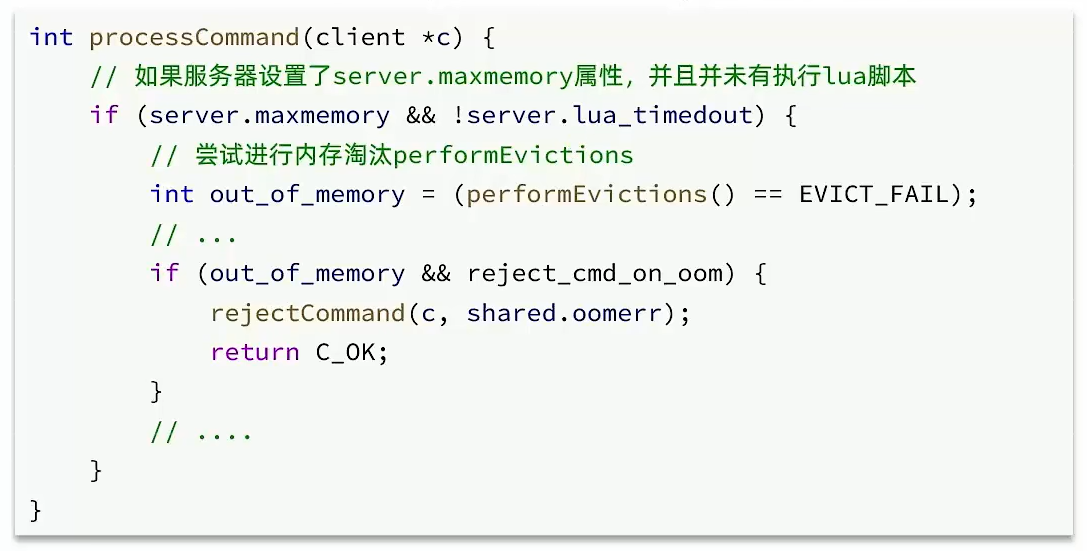 int processCommand(client *c) {
    // 如果服务器设置了server.maxmemory属性，并且并未有执行lua脚本
    if (server.maxmemory && !server.lua_timedout) {
        // 尝试进行内存淘汰performEvictions
        int out_of_memory = (performEvictions() == EVICT_FAIL);
        // ...
        if (out_of_memory && reject_cmd_on_oom) {
            rejectCommand(c, shared.oomerr);
            return C_OK;
        }
        // ....
    }
}